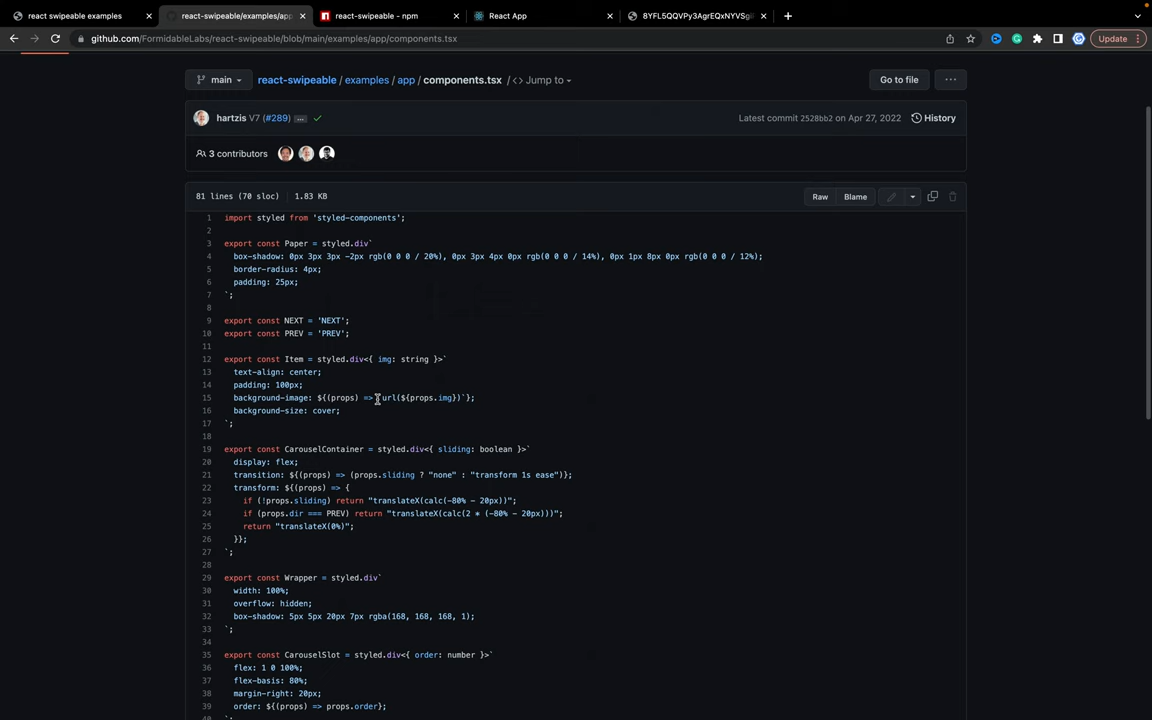 react swipeable examples
react-swipeable/examples/app/
react-swipeable - npm
React App
8YFL5QQVPy3AgrEQxNYVSgi
github.com/FormidableLabs/react-swipeable/blob/main/examples/app/components.tsx
Update
main
react-swipeable / examples / app / components.tsx / <> Jump to
Go to file
hartzis V7 (#289) ...
Latest commit 2528bb2 on Apr 27, 2022
History
3 contributors
81 lines (70 sloc) 1.83 KB
Raw
Blame
1 import styled from 'styled-components';
2
3 export const Paper = styled.div`
4 box-shadow: 0px 3px 3px -2px rgb(0 0 0 / 20%), 0px 3px 4px 0px rgb(0 0 0 / 14%), 0px 1px 8px 0px rgb(0 0 0 / 12%);
5 border-radius: 4px;
6 padding: 25px;
7 `;
8
9 export const NEXT = 'NEXT';
10 export const PREV = 'PREV';
11
12 export const Item = styled.div<{ img: string }>`
13 text-align: center;
14 padding: 100px;
15 background-image: ${(props) => `url(${props.img})`};
16 background-size: cover;
17 `;
18
19 export const CarouselContainer = styled.div<{ sliding: boolean }>`
20 display: flex;
21 transition: ${(props) => (props.sliding ? "none" : "transform 1s ease")};
22 transform: ${(props) => {
23 if (!props.sliding) return "translateX(calc(-80% - 20px))";
24 if (props.dir === PREV) return "translateX(calc(2 * (-80% - 20px)))";
25 return "translateX(0%)";
26 }};
27 `;
28
29 export const Wrapper = styled.div`
30 width: 100%;
31 overflow: hidden;
32 box-shadow: 5px 5px 20px 7px rgba(168, 168, 168, 1);
33 `;
34
35 export const CarouselSlot = styled.div<{ order: number }>`
36 flex: 1 0 100%;
37 flex-basis: 80%;
38 margin-right: 20px;
39 order: ${(props) => props.order};
40 `;